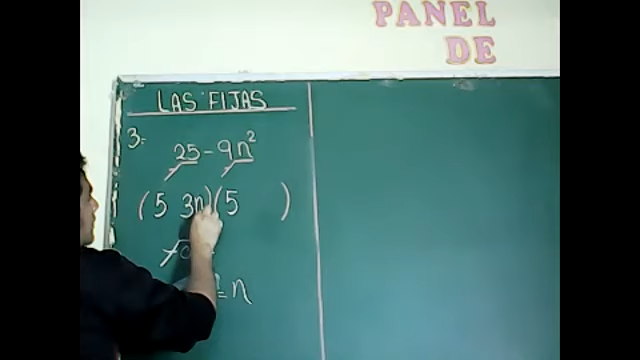 PANEL
DE
LAS FIJAS
3.-
25 - 9n²
(5 3n)(5 )
n